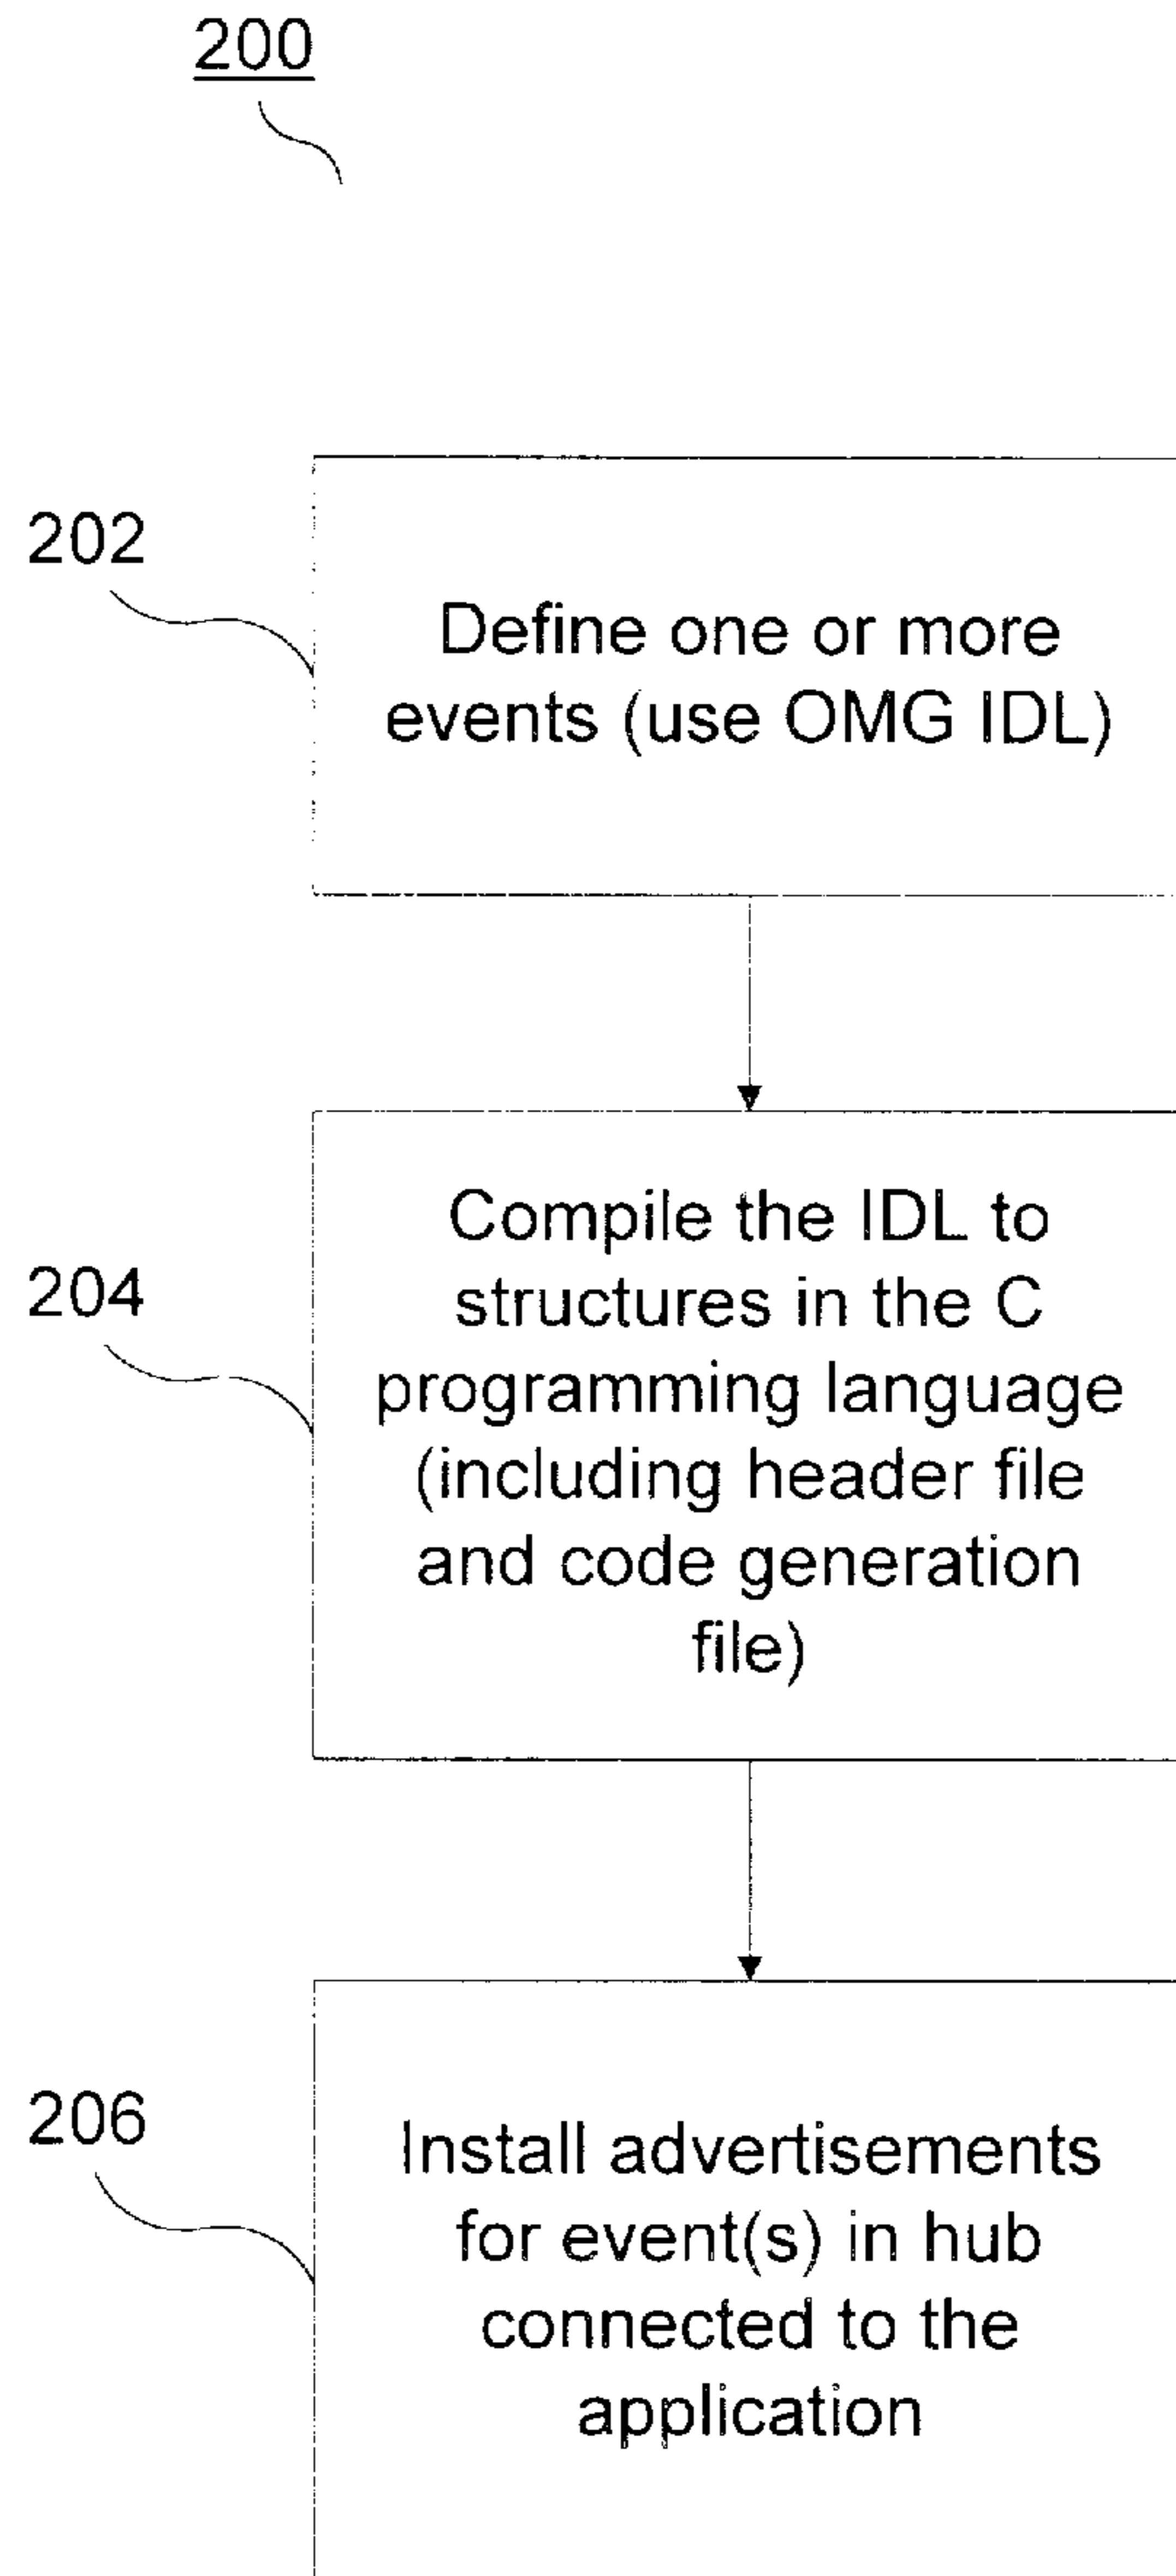 200
202
Define one or more
events (use OMG IDL)
204
Compile the IDL to
structures in the C
programming language
(including header file
and code generation
file)
206
Install advertisements
for event(s) in hub
connected to the
application